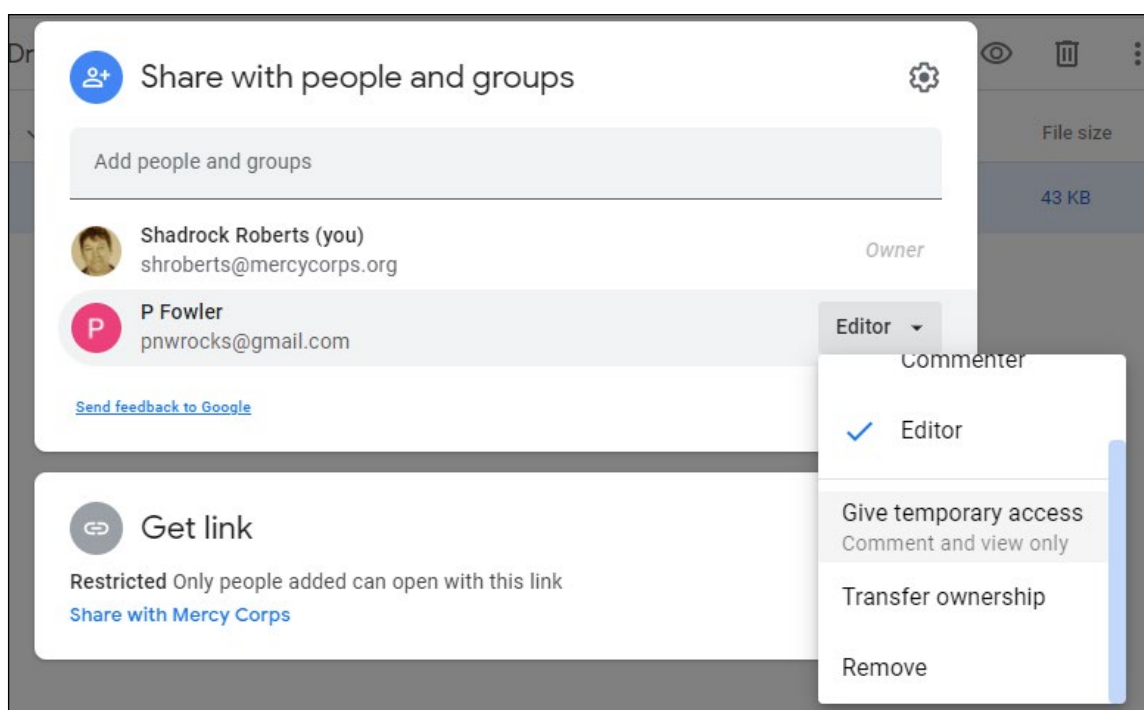 Dr
Share with people and groups
File size
Add people and groups
43 KB
Shadrock Roberts (you)
shroberts@mercycorps.org
Owner
P
P Fowler
pnwrocks@gmail.com
Editor
Commenter
Send feedback to Google
Editor
Get link
Give temporary access
Comment and view only
Restricted Only people added can open with this link
Share with Mercy Corps
Transfer ownership
Remove